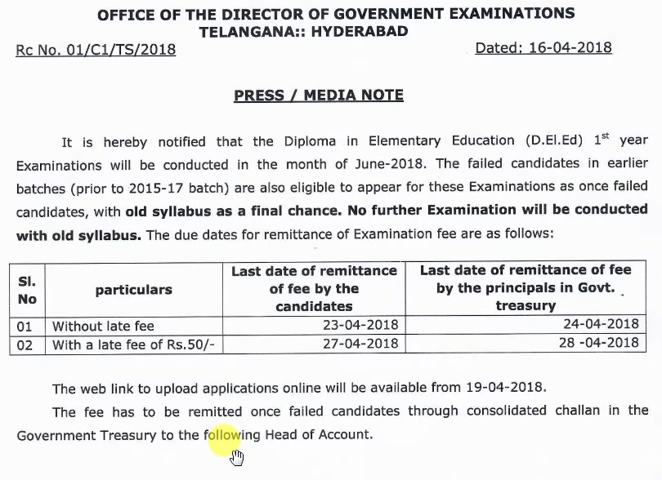 OFFICE OF THE DIRECTOR OF GOVERNMENT EXAMINATIONS
TELANGANA:: HYDERABAD
Rc No. 01/C1/TS/2018 Dated: 16-04-2018
PRESS / MEDIA NOTE
It is hereby notified that the Diploma in Elementary Education (D.El.Ed) 1st year
Examinations will be conducted in the month of June-2018. The failed candidates in earlier
batches (prior to 2015-17 batch) are also eligible to appear for these Examinations as once failed
candidates, with old syllabus as a final chance. No further Examination will be conducted
with old syllabus. The due dates for remittance of Examination fee are as follows:
Sl. No particulars Last date of remittance of fee by the candidates Last date of remittance of fee by the principals in Govt. treasury
01 Without late fee 23-04-2018 24-04-2018
02 With a late fee of Rs.50/- 27-04-2018 28 -04-2018
The web link to upload applications online will be available from 19-04-2018.
The fee has to be remitted once failed candidates through consolidated challan in the
Government Treasury to the following Head of Account.